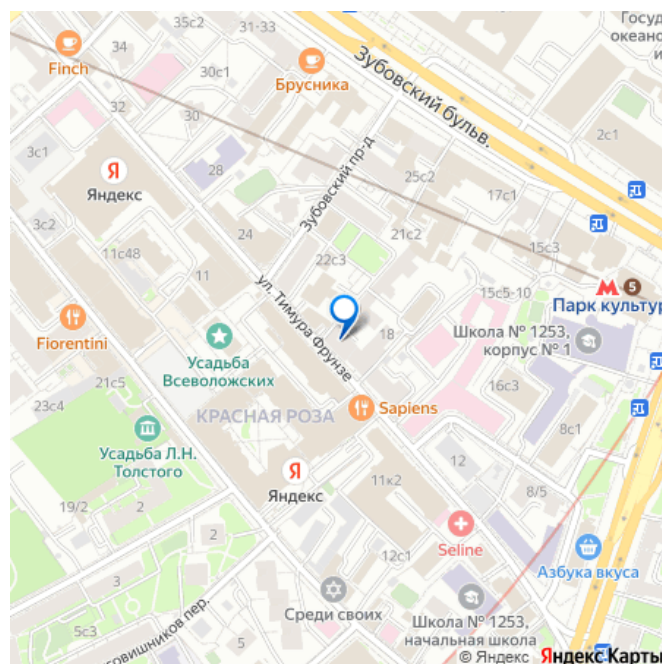 35с2
31-33
Госуд
океано
и
34
Finch
30с1
Брусника
Зубовский бульв.
32
30
2с1
3с1
Я
Яндекс
28
Зубовский пр-д
25с2
17с1
3с2
24
21с2
11с48
15с3
11
22с3
М 5
Парк культур
ул. Тимура Фрунзе
15с5-10
Fiorentini
Усадьба
Всеволожских
18
Школа № 1253,
корпус № 1
21с5
16с3
23с4
КРАСНАЯ РОЗА
Sapiens
8с1
Усадьба Л.Н.
Толстого
Я
Яндекс
12
11к2
8/5
19/2
2
2
Seline
Азбука вкуса
12с1
3
Среди своих
Школа № 1253,
начальная школа
5с3
овишников пер.
5
© Яндекс Яндекс Карты